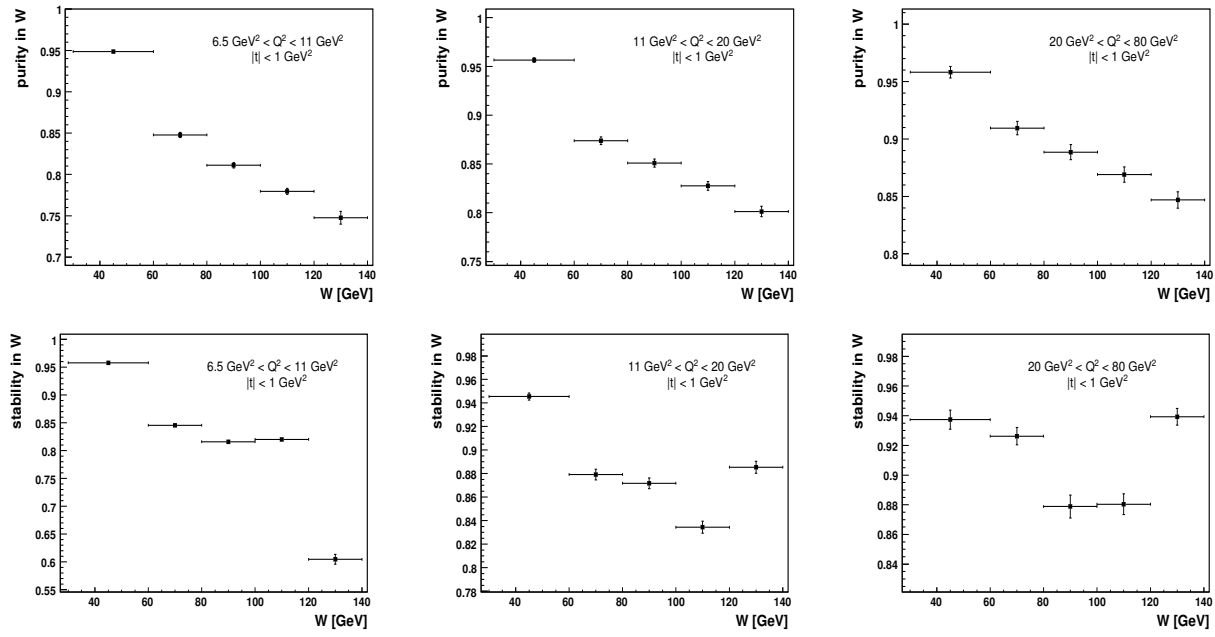 purity in W
1
0.95
0.9
0.85
0.8
0.75
0.7
6.5 GeV² < Q² < 11 GeV²
|t| < 1 GeV²
40 60 80 100 120 140
W [GeV]
purity in W
1
0.95
0.9
0.85
0.8
0.75
11 GeV² < Q² < 20 GeV²
|t| < 1 GeV²
40 60 80 100 120 140
W [GeV]
purity in W
1
0.95
0.9
0.85
0.8
20 GeV² < Q² < 80 GeV²
|t| < 1 GeV²
40 60 80 100 120 140
W [GeV]
stability in W
1
0.95
0.9
0.85
0.8
0.75
0.7
0.65
0.6
0.55
6.5 GeV² < Q² < 11 GeV²
|t| < 1 GeV²
40 60 80 100 120 140
W [GeV]
stability in W
0.98
0.96
0.94
0.92
0.9
0.88
0.86
0.84
0.82
0.8
0.78
11 GeV² < Q² < 20 GeV²
|t| < 1 GeV²
40 60 80 100 120 140
W [GeV]
stability in W
0.98
0.96
0.94
0.92
0.9
0.88
0.86
0.84
20 GeV² < Q² < 80 GeV²
|t| < 1 GeV²
40 60 80 100 120 140
W [GeV]